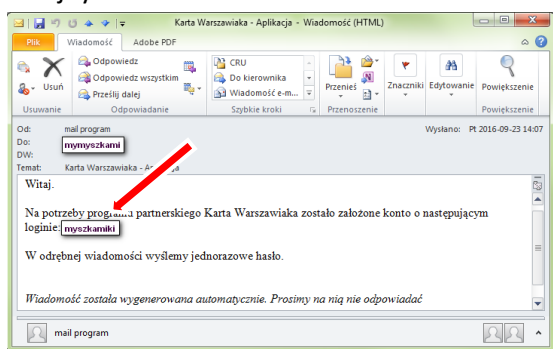 Karta Warszawiaka - Aplikacja - Wiadomość (HTML)
Plik Wiadomość Adobe PDF
Usuń
Odpowiedz
Odpowiedz wszystkim
Prześlij dalej
CRU
Do kierownika
Wiadomość e-m...
Przenieś
Znaczniki
Edytowanie
Powiększenie
Usuwanie Odpowiadanie Szybkie kroki Przenoszenie Powiększenie
Od: mail program Wysłano: Pt 2016-09-23 14:07
Do: mymyszkami
DW:
Temat: Karta Warszawiaka -
Witaj.
Na potrzeby programu partnerskiego Karta Warszawiaka zostało założone konto o następującym
loginie: myszkamiki
W odrębnej wiadomości wyślemy jednorazowe hasło.
Wiadomość została wygenerowana automatycznie. Prosimy na nią nie odpowiadać
mail program